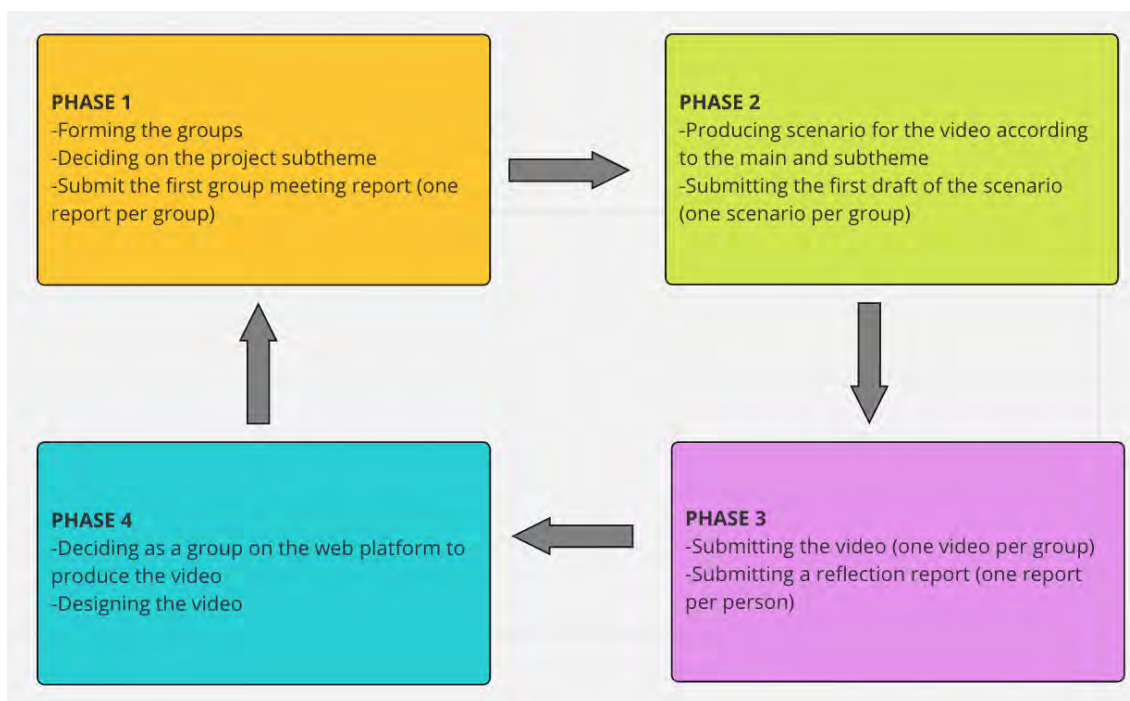 PHASE 1
-Forming the groups
-Deciding on the project subtheme
-Submit the first group meeting report (one
report per group)
PHASE 2
-Producing scenario for the video according
to the main and subtheme
-Submitting the first draft of the scenario
(one scenario per group)
PHASE 3
-Submitting the video (one video per group)
-Submitting a reflection report (one report
per person)
PHASE 4
-Deciding as a group on the web platform to
produce the video
-Designing the video